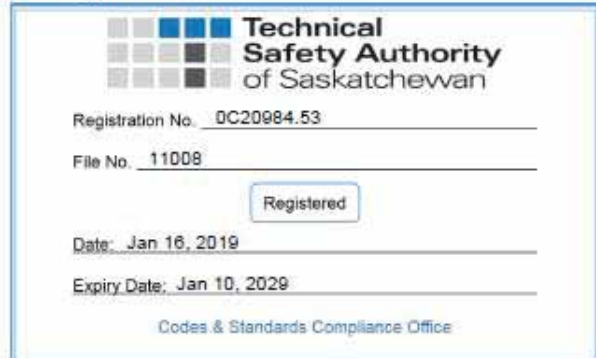 Technical
Safety Authority
of Saskatchewan
Registration No. 0C20984.53
File No. 11008
Registered
Date: Jan 16, 2019
Expiry Date: Jan 10, 2029
Codes & Standards Compliance Office